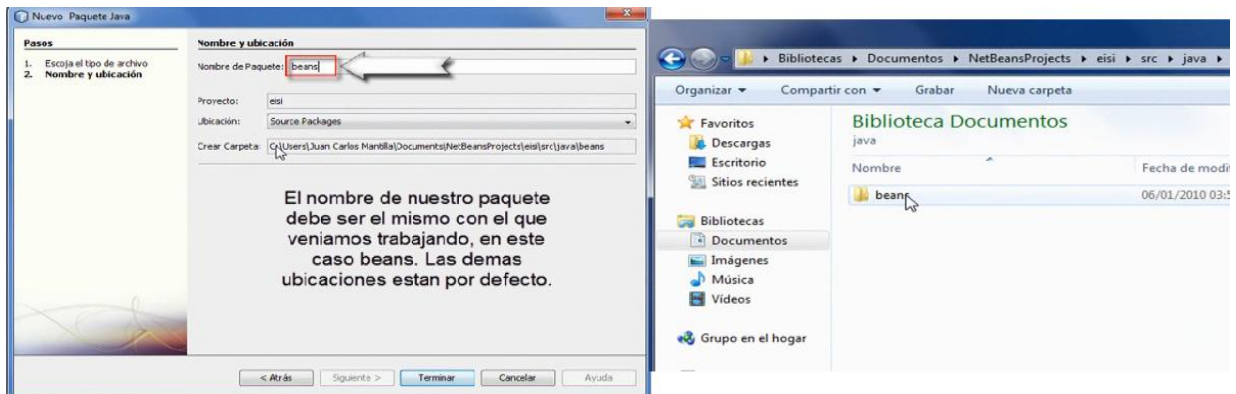 Nuevo Paquete Java
Pasos
1. Escoja el tipo de archivo
2. Nombre y ubicación
Nombre y ubicación
Nombre de Paquete: beans
Proyecto: eisi
Ubicación: Source Packages
Crear Carpeta: C:\Users\Juan Carlos Mantilla\Documents\NetBeansProjects\eisi\src\java\beans
El nombre de nuestro paquete
debe ser el mismo con el que
veniamos trabajando, en este
caso beans. Las demas
ubicaciones estan por defecto.
< Atrás Siguiente > Terminar Cancelar Ayuda
Bibliotecas Documentos NetBeansProjects eisi src java
Organizar Compartir con Grabar Nueva carpeta
Favoritos
Descargas
Escritorio
Sitios recientes
Bibliotecas
Documentos
Imágenes
Música
Vídeos
Grupo en el hogar
Biblioteca Documentos
java
Nombre Fecha de modi
beans 06/01/2010 03:5